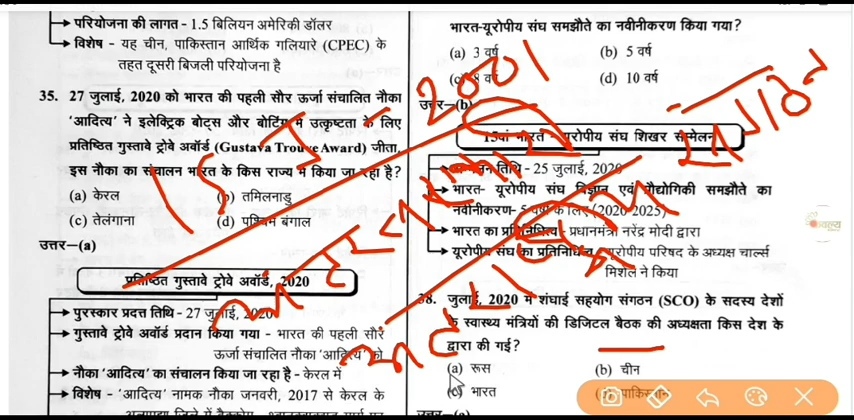 परियोजना की लागत - 1.5 बिलियन अमेरिकी डॉलर
विशेष - यह चीन, पाकिस्तान आर्थिक गलियारे (CPEC) के
तहत दूसरी बिजली परियोजना है
35. 27 जुलाई, 2020 को भारत की पहली सौर ऊर्जा संचालित नौका
'आदित्य' ने इलेक्ट्रिक बोट्स और बोटिंग में उत्कृष्टता के लिए
प्रतिष्ठित गुस्तावे ट्रोवे अवॉर्ड (Gustava Trouve Award) जीता,
इस नौका का संचालन भारत के किस राज्य में किया जा रहा है?
(a) केरल (b) तमिलनाडु
(c) तेलंगाना (d) पश्चिम बंगाल
उत्तर–(a)
प्रतिष्ठित गुस्तावे ट्रोवे अवॉर्ड, 2020
पुरस्कार प्रदत्त तिथि - 27 जुलाई, 2020
गुस्तावे ट्रोवे अवॉर्ड प्रदान किया गया - भारत की पहली सौर
ऊर्जा संचालित नौका 'आदित्य' को
नौका 'आदित्य' का संचालन किया जा रहा है - केरल में
विशेष - 'आदित्य' नामक नौका जनवरी, 2017 से केरल के
भारत-यूरोपीय संघ समझौते का नवीनीकरण किया गया?
(a) 3 वर्ष (b) 5 वर्ष
(c) 8 वर्ष (d) 10 वर्ष
उत्तर–(b)
15वां भारत - यूरोपीय संघ शिखर सम्मेलन
तिथि - 25 जुलाई, 2020
भारत- यूरोपीय संघ विज्ञान एवं प्रौद्योगिकी समझौते का
नवीनीकरण- 5 वर्षों के लिए (2020-2025)
भारत का प्रतिनिधित्व - प्रधानमंत्री नरेंद्र मोदी द्वारा
यूरोपीय संघ का प्रतिनिधित्व - यूरोपीय परिषद के अध्यक्ष चार्ल्स
मिशेल ने किया
38. जुलाई, 2020 में शंघाई सहयोग संगठन (SCO) के सदस्य देशों
के स्वास्थ्य मंत्रियों की डिजिटल बैठक की अध्यक्षता किस देश के
द्वारा की गई?
(a) रूस (b) चीन
(c) भारत (d) पाकिस्तान
2001